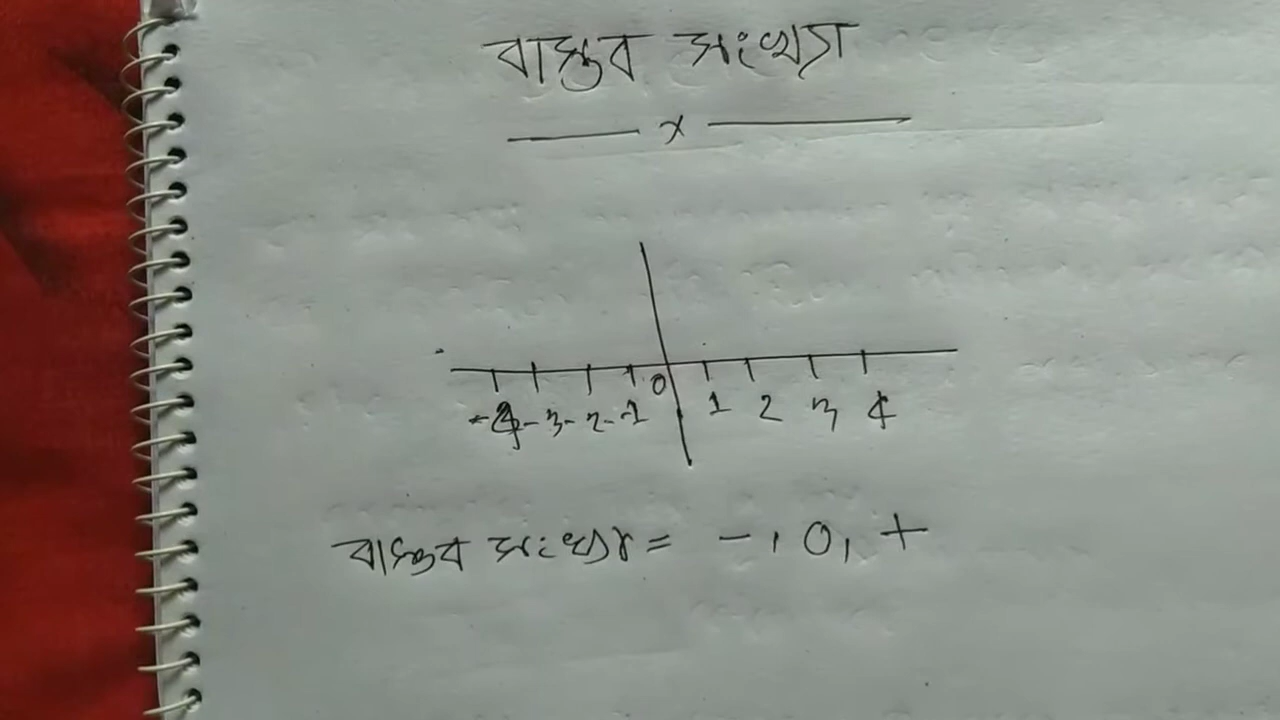 বাস্তব সংখ্যা
x
-4 -3 -2 -1 0 1 2 3 4
বাস্তব সংখ্যা = -, 0, +